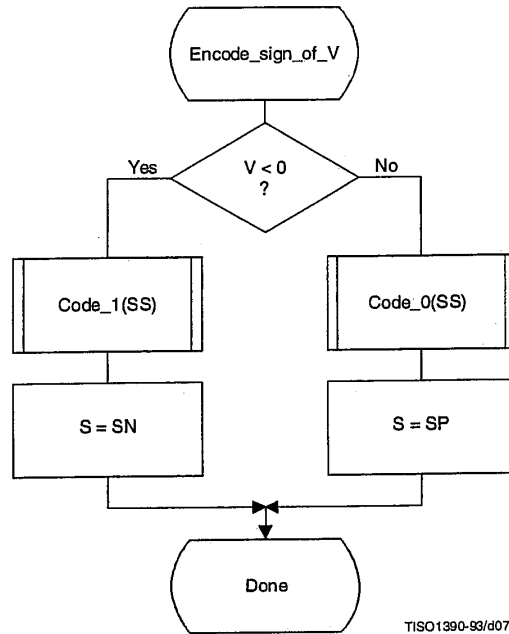 Encode_sign_of_V
V < 0
?
Yes
No
Code_1(SS)
Code_0(SS)
S = SN
S = SP
Done
TISO1390-93/d07